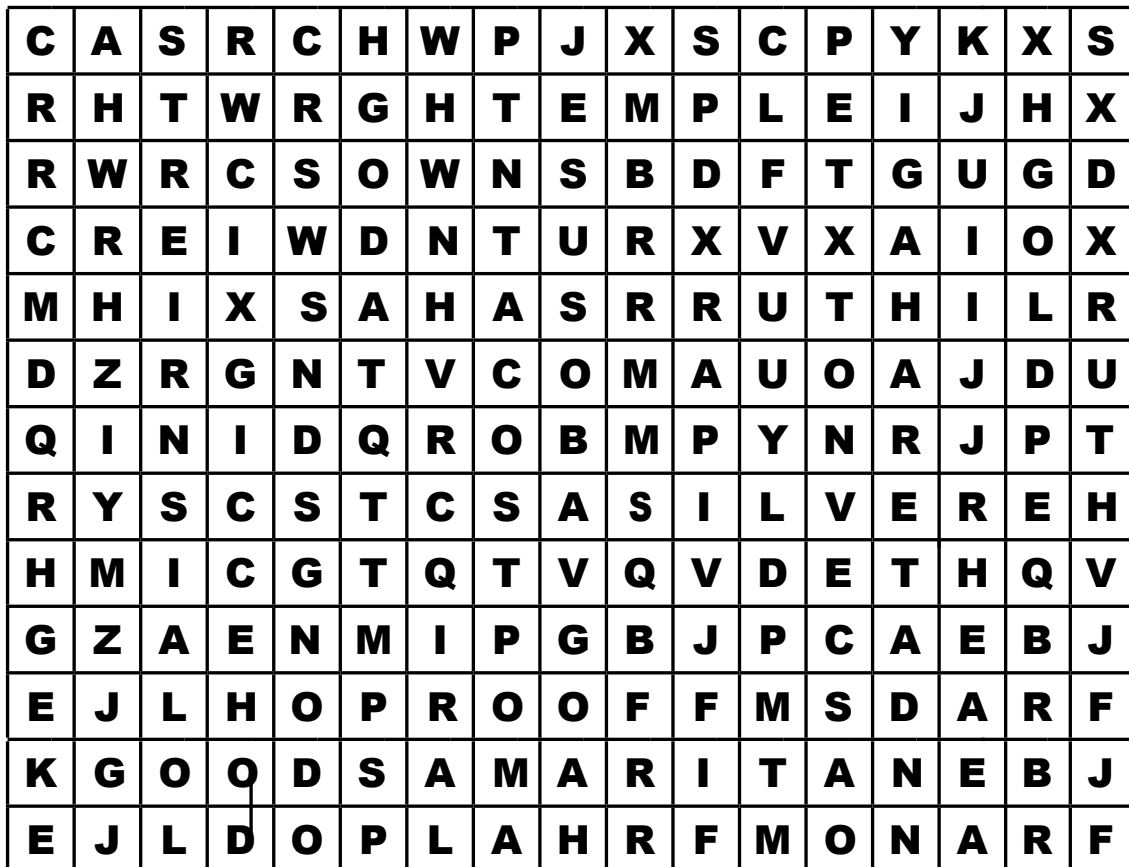 C A S R C H W P J X S C P Y K X S
R H T W R G H T E M P L E I J H X
R W R C S O W N S B D F T G U G D
C R E I W D N T U R X V X A I O X
M H I X S A H A S R R U T H I L R
D Z R G N T V C O M A U O A J D U
Q I N I D Q R O B M P Y N R J P T
R Y S C S T C S A S I L V E R E H
H M I C G T Q T V Q V D E T H Q V
G Z A E N M I P G B J P C A E B J
E J L H O P R O O F F M S D A R F
K G O O D S A M A R I T A N E B J
E J L D O P L A H R F M O N A R F